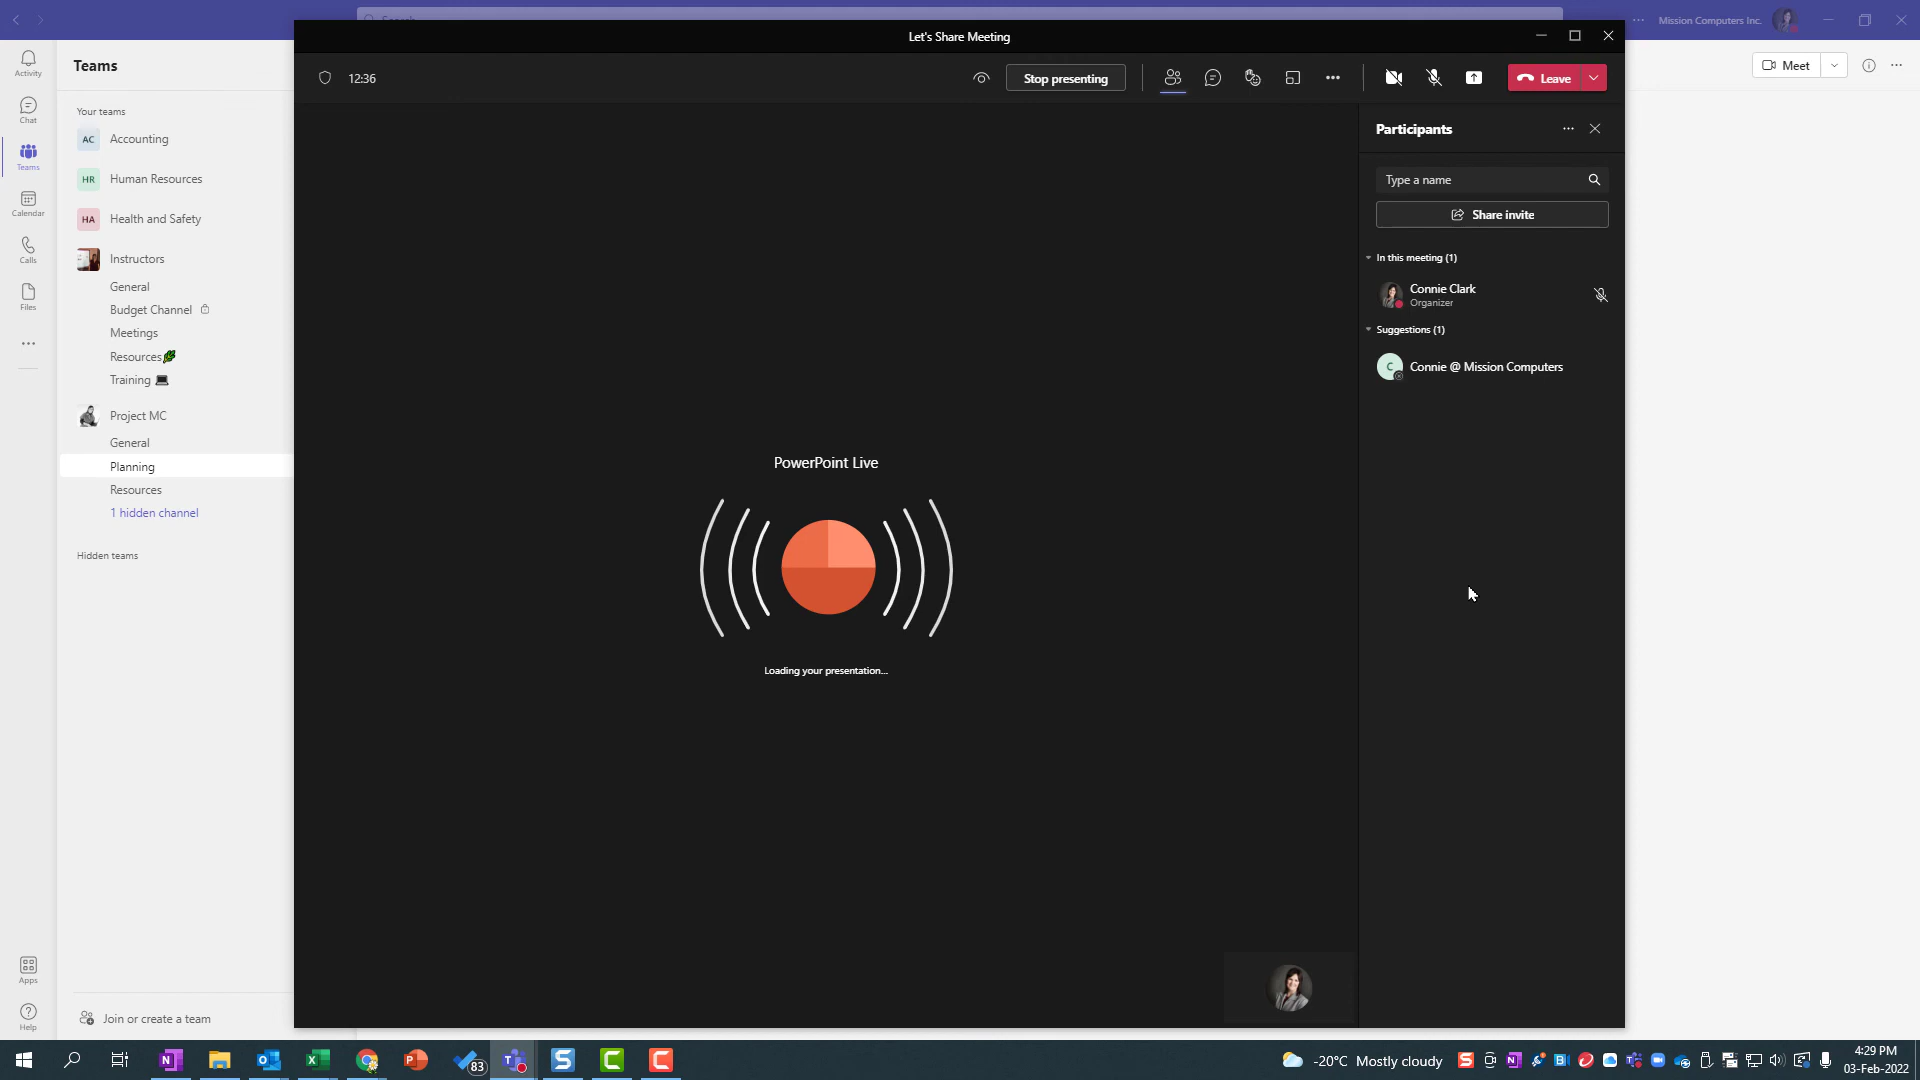 Search
Mission Computers Inc.
Let's Share Meeting
Activity
Chat
Teams
Calendar
Calls
Files
Apps
Help
Teams
Your teams
AC Accounting
HR Human Resources
HA Health and Safety
Instructors
General
Budget Channel
Meetings
Resources
Training
Project MC
General
Planning
Resources
1 hidden channel
Hidden teams
Join or create a team
12:36
Stop presenting
Leave
Meet
PowerPoint Live
Loading your presentation...
Participants
Type a name
Share invite
In this meeting (1)
Connie Clark
Organizer
Suggestions (1)
C Connie @ Mission Computers
83
-20°C Mostly cloudy
4:29 PM
03-Feb-2022